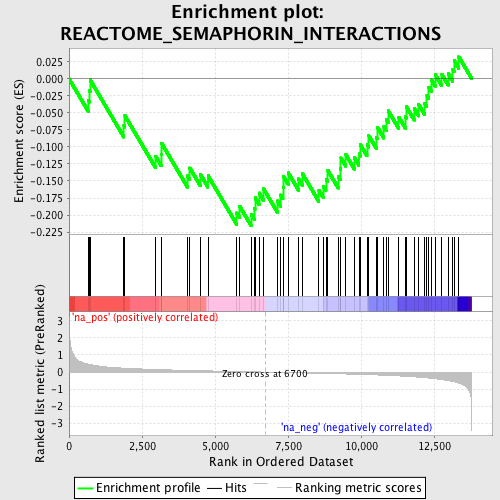 Enrichment plot:
REACTOME_SEMAPHORIN_INTERACTIONS
Enrichment score (ES)
0.025
0.000
-0.025
-0.050
-0.075
-0.100
-0.125
-0.150
-0.175
-0.200
-0.225
'na_pos' (positively correlated)
Ranked list metric (PreRanked)
3
2
1
0
-1
-2
-3
Zero cross at 6700
'na_neg' (negatively correlated)
0
2,500
5,000
7,500
10,000
12,500
Rank in Ordered Dataset
Enrichment profile
Hits
Ranking metric scores